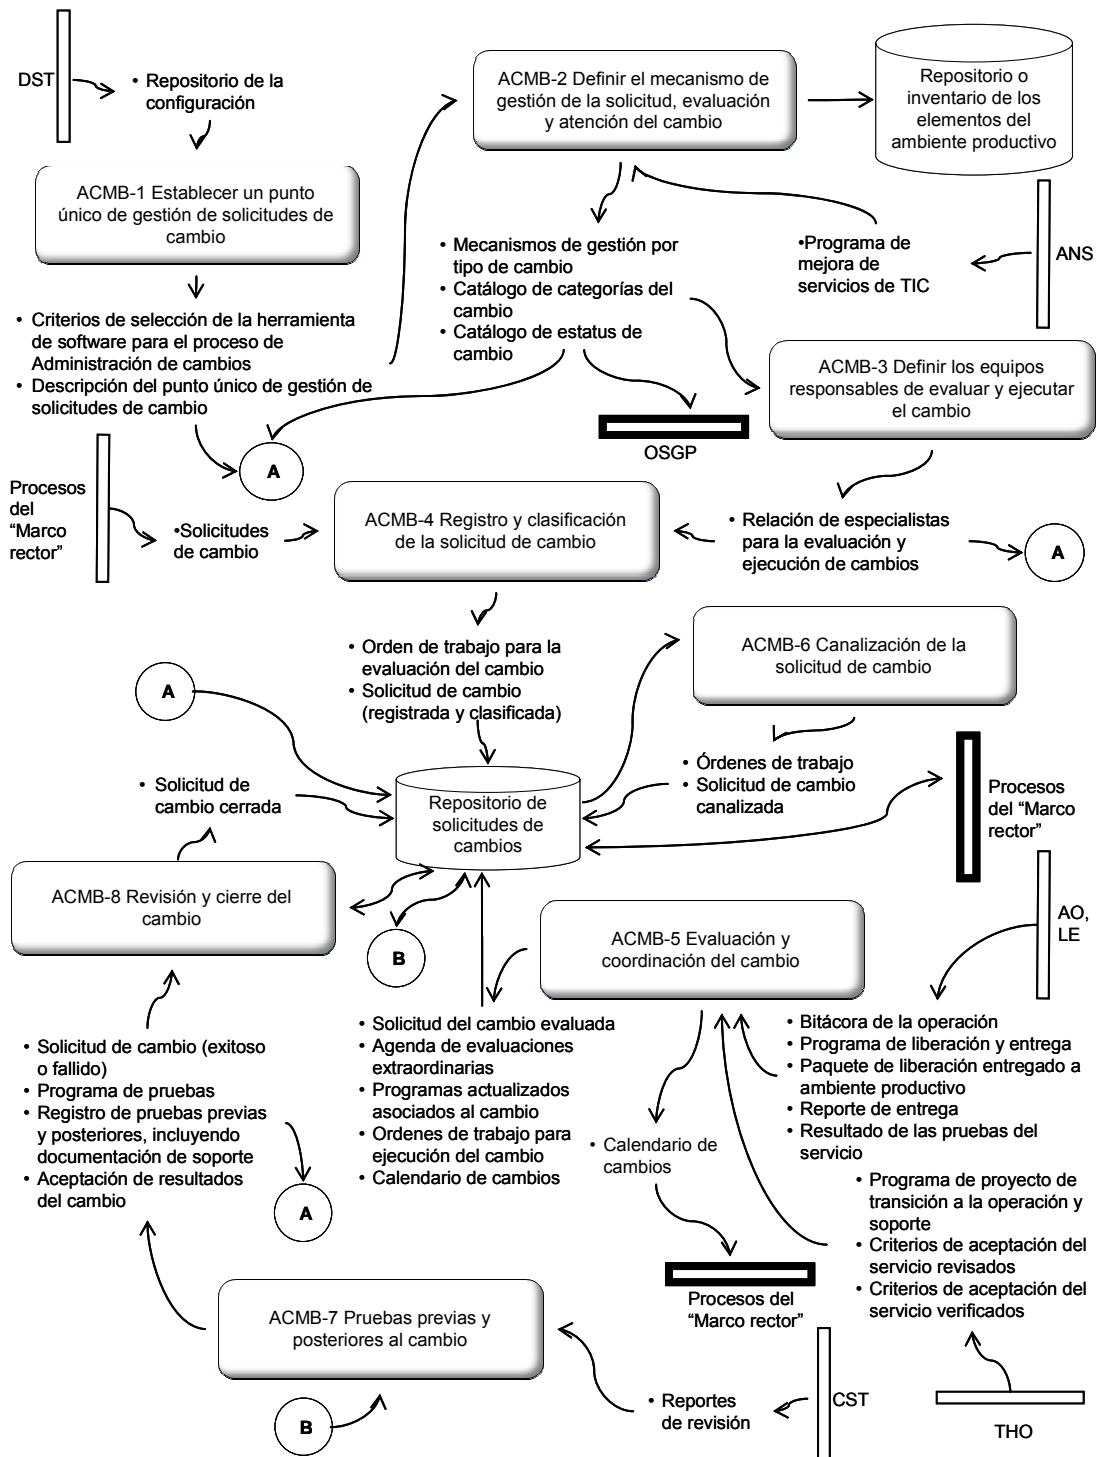 DST
• Repositorio de la
configuración
ACMB-2 Definir el mecanismo de
gestión de la solicitud, evaluación
y atención del cambio
Repositorio o
inventario de los
elementos del
ambiente productivo
ACMB-1 Establecer un punto
único de gestión de solicitudes de
cambio
• Mecanismos de gestión por
tipo de cambio
• Catálogo de categorías del
cambio
• Catálogo de estatus de
cambio
•Programa de
mejora de
servicios de TIC
ANS
• Criterios de selección de la herramienta
de software para el proceso de
Administración de cambios
• Descripción del punto único de gestión de
solicitudes de cambio
ACMB-3 Definir los equipos
responsables de evaluar y ejecutar
el cambio
OSGP
A
Procesos
del
“Marco
rector”
•Solicitudes
de cambio
ACMB-4 Registro y clasificación
de la solicitud de cambio
• Relación de especialistas
para la evaluación y
ejecución de cambios
A
• Orden de trabajo para la
evaluación del cambio
• Solicitud de cambio
(registrada y clasificada)
ACMB-6 Canalización de la
solicitud de cambio
A
• Solicitud de
cambio cerrada
Repositorio de
solicitudes de
cambios
• Órdenes de trabajo
• Solicitud de cambio
canalizada
Procesos
del “Marco
rector”
ACMB-8 Revisión y cierre del
cambio
B
ACMB-5 Evaluación y
coordinación del cambio
AO,
LE
• Solicitud de cambio (exitoso
o fallido)
• Programa de pruebas
• Registro de pruebas previas
y posteriores, incluyendo
documentación de soporte
• Aceptación de resultados
del cambio
A
• Solicitud del cambio evaluada
• Agenda de evaluaciones
extraordinarias
• Programas actualizados
asociados al cambio
• Ordenes de trabajo para
ejecución del cambio
• Calendario de cambios
• Calendario de
cambios
• Bitácora de la operación
• Programa de liberación y entrega
• Paquete de liberación entregado a
ambiente productivo
• Reporte de entrega
• Resultado de las pruebas del
servicio
• Programa de proyecto de
transición a la operación y
soporte
• Criterios de aceptación del
servicio revisados
• Criterios de aceptación del
servicio verificados
Procesos del
“Marco rector”
ACMB-7 Pruebas previas y
posteriores al cambio
B
• Reportes
de revisión
CST
THO